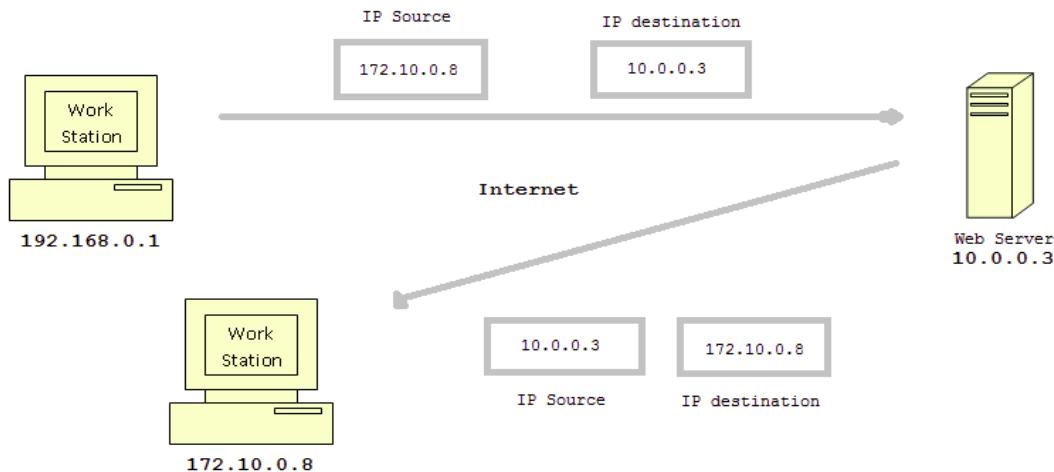 IP Source
IP destination
172.10.0.8
10.0.0.3
Work
Station
192.168.0.1
Internet
Web Server
10.0.0.3
Work
Station
172.10.0.8
10.0.0.3
172.10.0.8
IP Source
IP destination